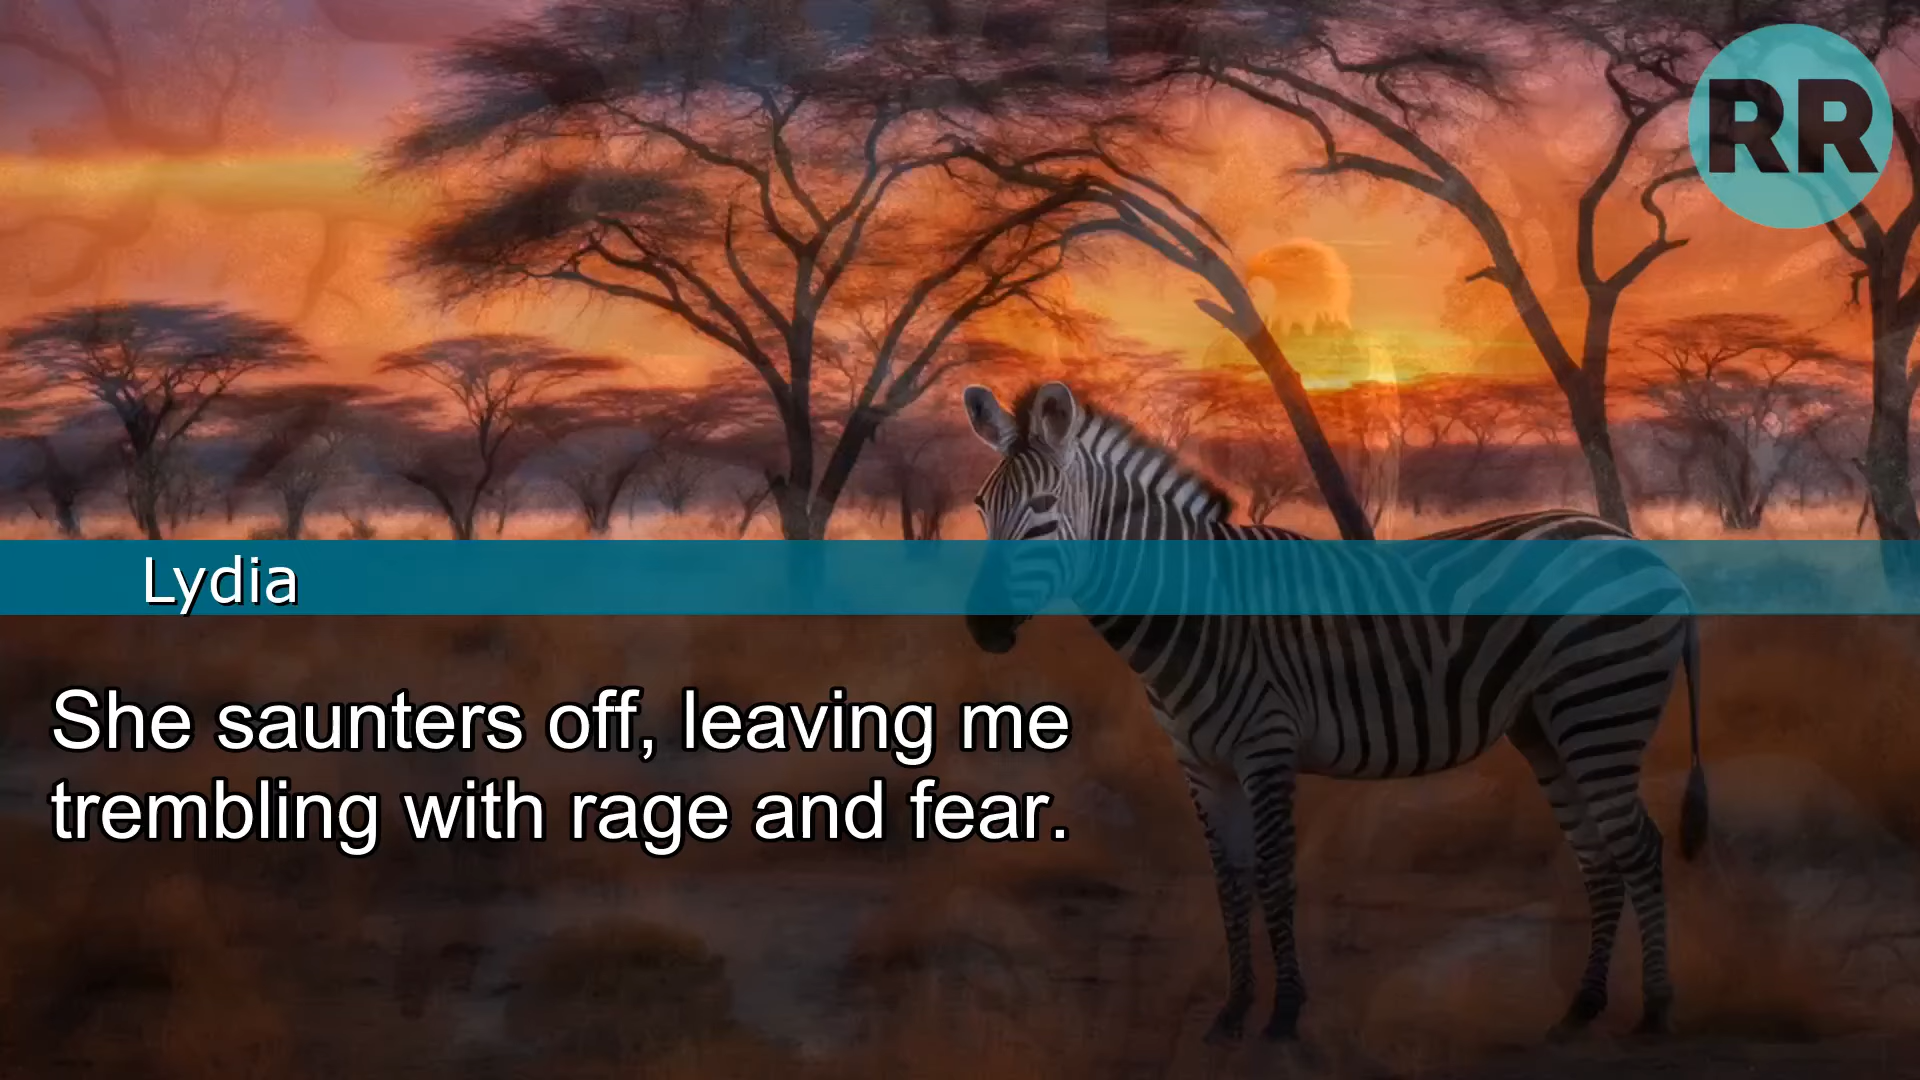 RR
Lydia
She saunters off, leaving me
trembling with rage and fear.